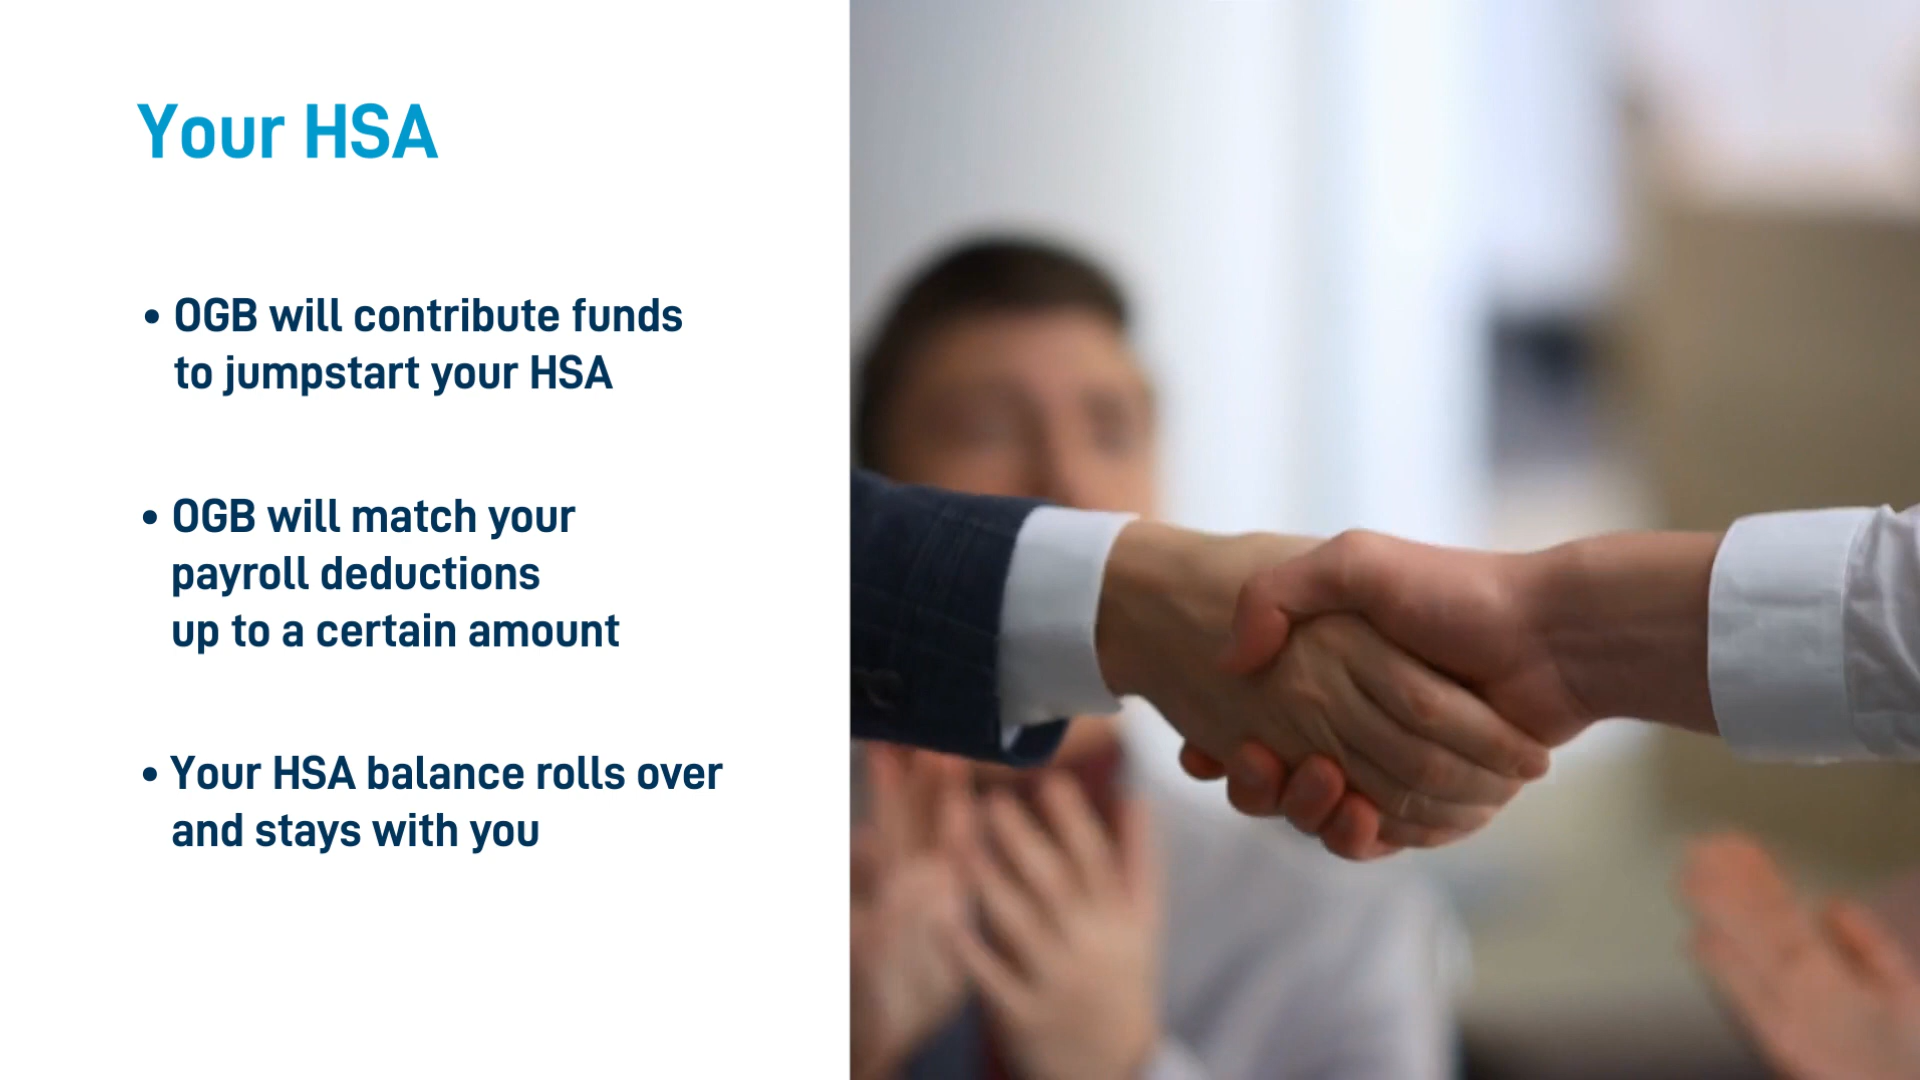 Your HSA
• OGB will contribute funds
to jumpstart your HSA
• OGB will match your
payroll deductions
up to a certain amount
• Your HSA balance rolls over
and stays with you